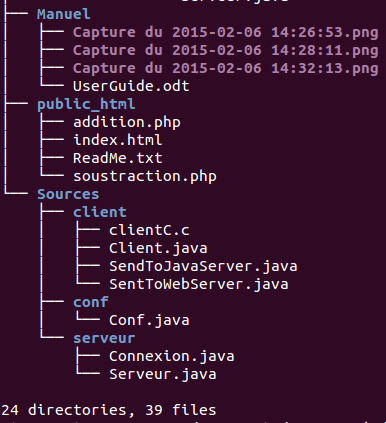 ├── Manuel
│   ├── Capture du 2015-02-06 14:26:53.png
│   ├── Capture du 2015-02-06 14:28:11.png
│   ├── Capture du 2015-02-06 14:32:13.png
│   └── UserGuide.odt
├── public_html
│   ├── addition.php
│   ├── index.html
│   ├── ReadMe.txt
│   └── soustraction.php
└── Sources
    ├── client
    │   ├── clientC.c
    │   ├── Client.java
    │   ├── SendToJavaServer.java
    │   └── SentToWebServer.java
    ├── conf
    │   └── Conf.java
    └── serveur
        ├── Connexion.java
        └── Serveur.java
24 directories, 39 files